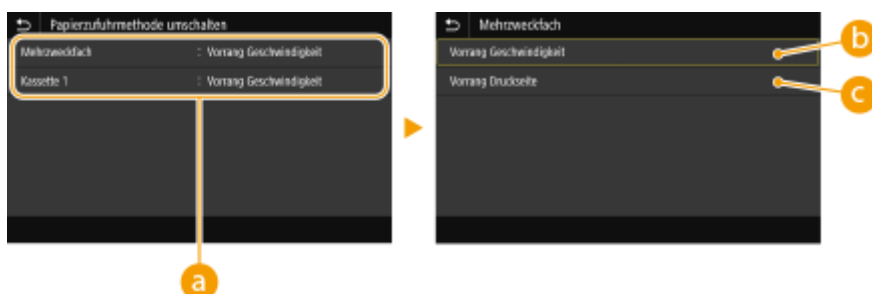 Papierzufuhrmethode umschalten
Mehrzweckfach : Vorrang Geschwindigkeit
Kassette 1 : Vorrang Geschwindigkeit
a
Mehrzweckfach
Vorrang Geschwindigkeit
b
Vorrang Druckseite
c